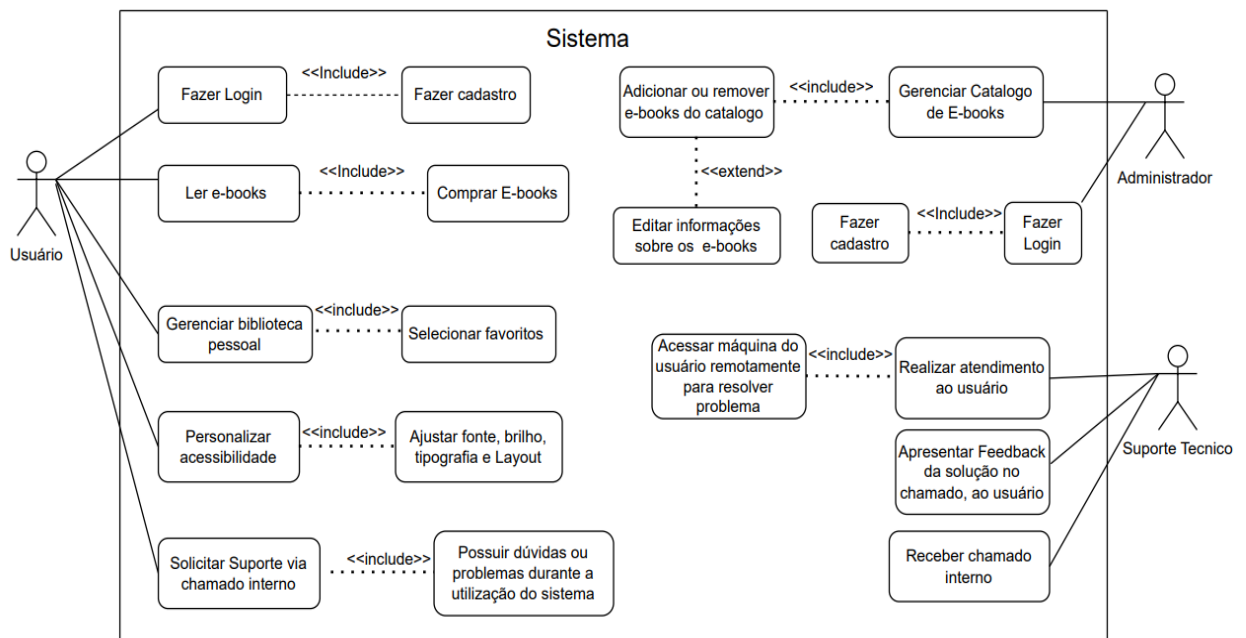 Sistema
<<Include>>
Fazer Login
Fazer cadastro
<<Include>>
Ler e-books
Comprar E-books
Usuário
<<include>>
Gerenciar biblioteca
pessoal
Selecionar favoritos
<<include>>
Personalizar
acessibilidade
Ajustar fonte, brilho,
tipografia e Layout
<<include>>
Solicitar Suporte via
chamado interno
Possuir dúvidas ou
problemas durante a
utilização do sistema
Adicionar ou remover
e-books do catalogo
<<include>>
Gerenciar Catalogo
de E-books
Administrador
<<extend>>
Editar informações
sobre os e-books
Fazer
cadastro
<<Include>>
Fazer
Login
Acessar máquina do
usuário remotamente
para resolver
problema
<<include>>
Realizar atendimento
ao usuário
Suporte Tecnico
Apresentar Feedback
da solução no
chamado, ao usuário
Receber chamado
interno